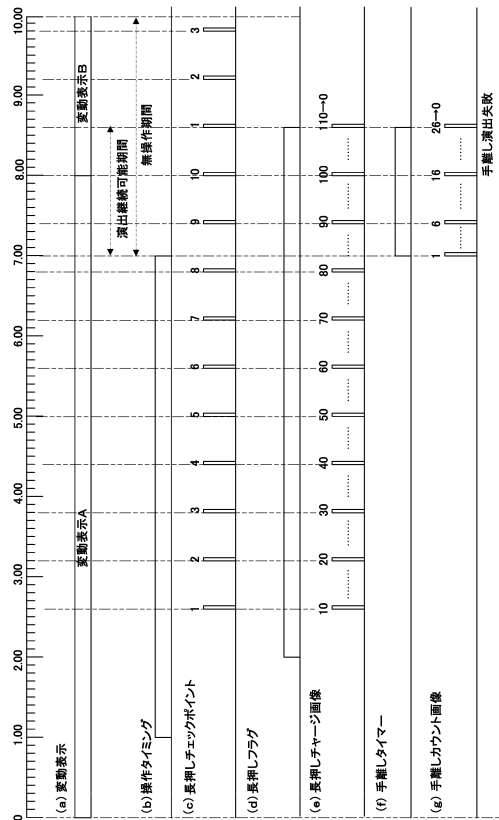 0 1.00 2.00 3.00 4.00 5.00 6.00 7.00 8.00 9.00 10.00
(a) 変動表示
変動表示A
変動表示B
演出継続可能期間
無操作期間
(b) 操作タイミング
(c) 長押しチェックポイント
1 2 3 4 5 6 7 8 9 10 1 2 3
(d) 長押しフラグ
(e) 長押しチャージ画像
10 20 30 40 50 60 70 80 90 100 110→0
(f) 手離しタイマー
(g) 手離しカウント画像
1 6 16 26→0
手離し演出失敗